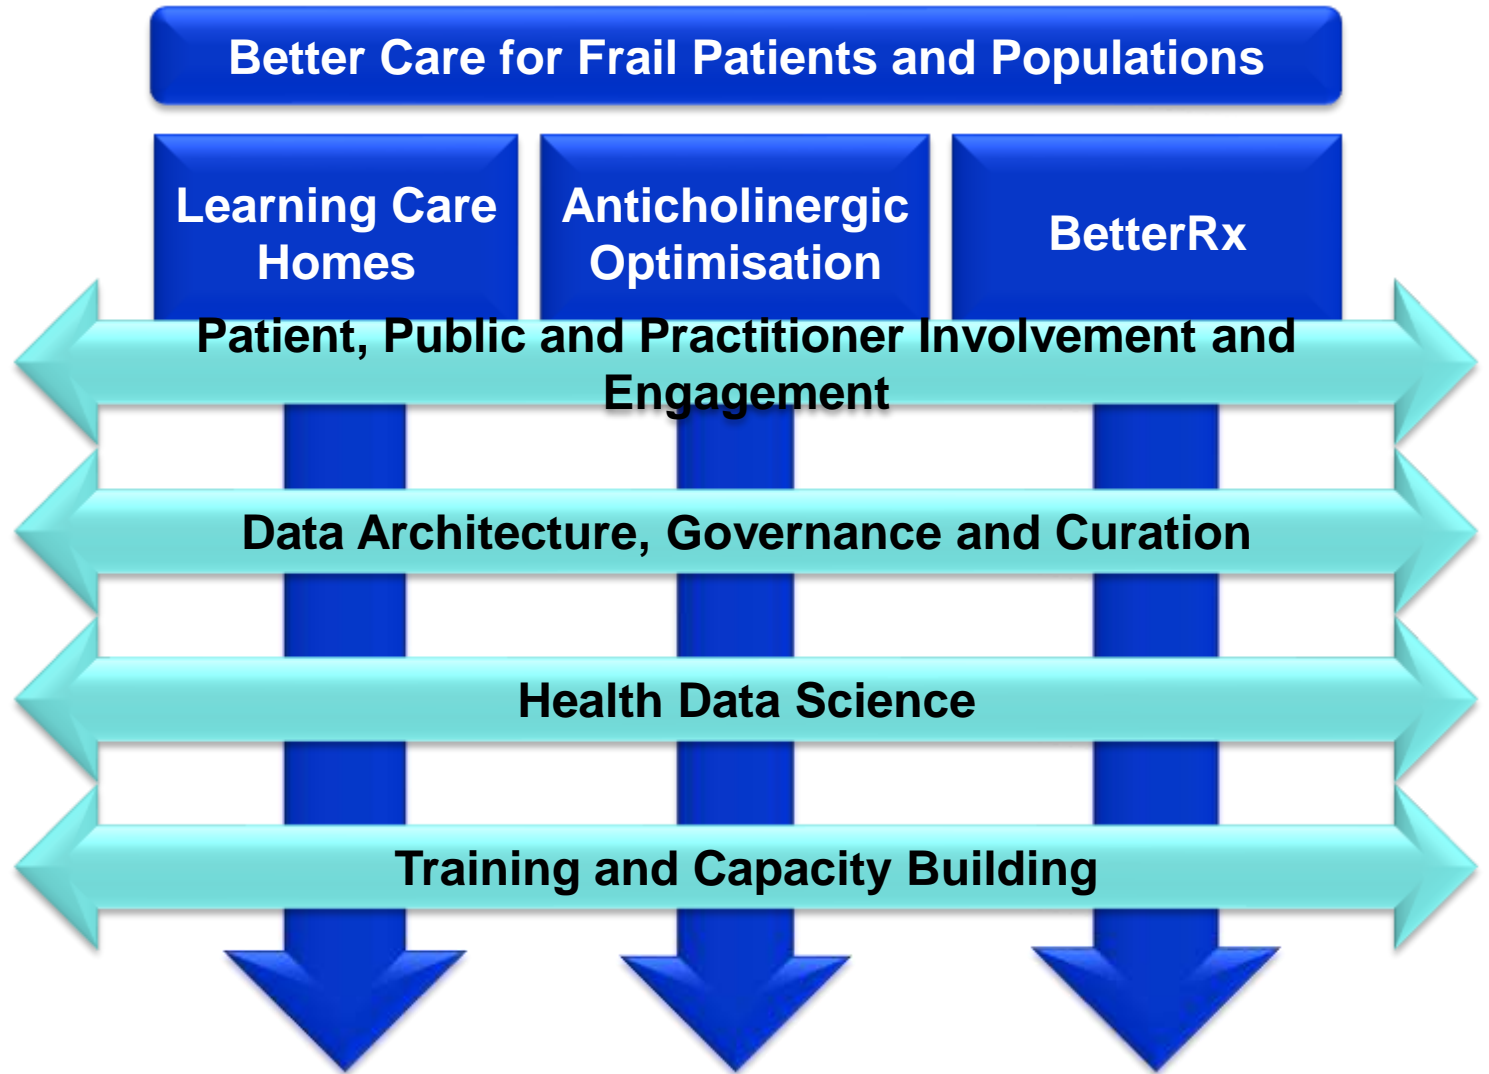 Better Care for Frail Patients and Populations
Learning Care
Homes
Anticholinergic
Optimisation
BetterRx
Patient, Public and Practitioner Involvement and
Engagement
Data Architecture, Governance and Curation
Health Data Science
Training and Capacity Building